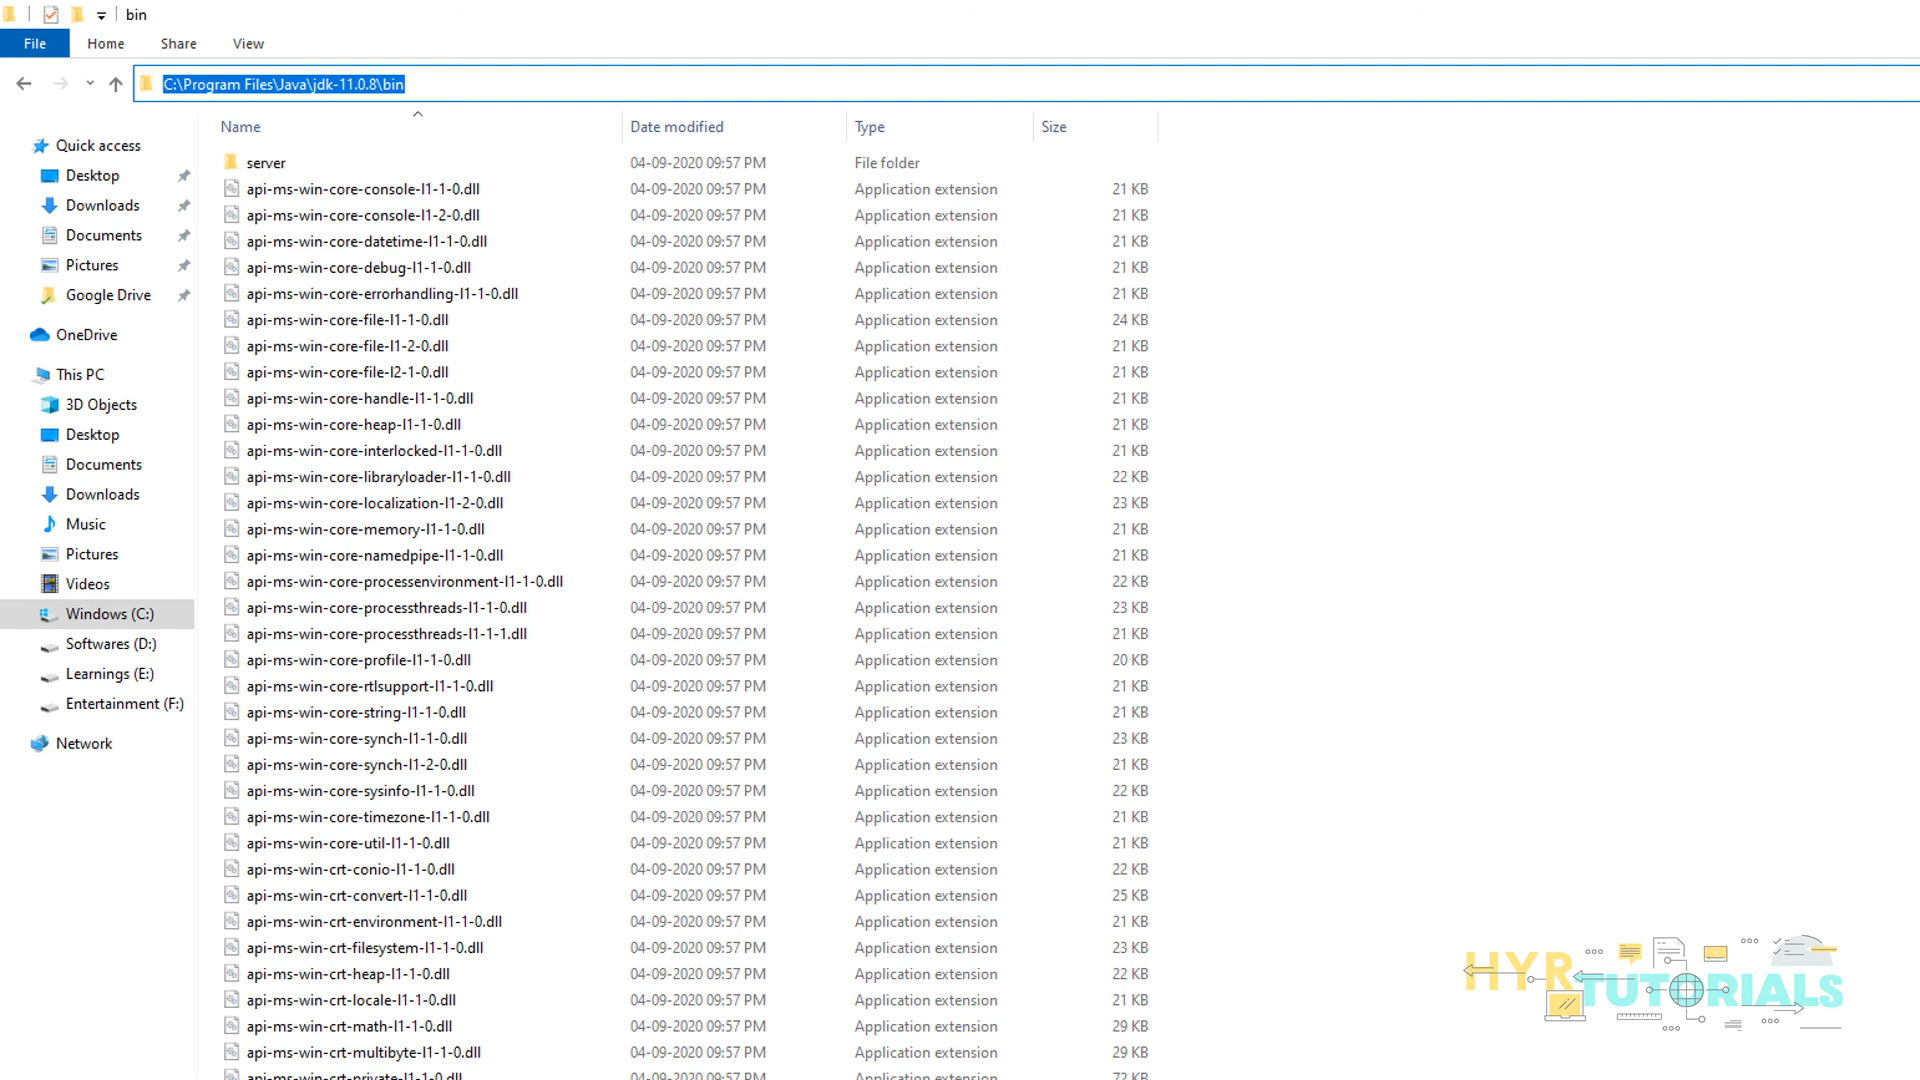 bin
File Home Share View
C:\Program Files\Java\jdk-11.0.8\bin
Name Date modified Type Size
Quick access
Desktop
Downloads
Documents
Pictures
Google Drive
OneDrive
This PC
3D Objects
Desktop
Documents
Downloads
Music
Pictures
Videos
Windows (C:)
Softwares (D:)
Learnings (E:)
Entertainment (F:)
Network
server 04-09-2020 09:57 PM File folder
api-ms-win-core-console-l1-1-0.dll 04-09-2020 09:57 PM Application extension 21 KB
api-ms-win-core-console-l1-2-0.dll 04-09-2020 09:57 PM Application extension 21 KB
api-ms-win-core-datetime-l1-1-0.dll 04-09-2020 09:57 PM Application extension 21 KB
api-ms-win-core-debug-l1-1-0.dll 04-09-2020 09:57 PM Application extension 21 KB
api-ms-win-core-errorhandling-l1-1-0.dll 04-09-2020 09:57 PM Application extension 21 KB
api-ms-win-core-file-l1-1-0.dll 04-09-2020 09:57 PM Application extension 24 KB
api-ms-win-core-file-l1-2-0.dll 04-09-2020 09:57 PM Application extension 21 KB
api-ms-win-core-file-l2-1-0.dll 04-09-2020 09:57 PM Application extension 21 KB
api-ms-win-core-handle-l1-1-0.dll 04-09-2020 09:57 PM Application extension 21 KB
api-ms-win-core-heap-l1-1-0.dll 04-09-2020 09:57 PM Application extension 21 KB
api-ms-win-core-interlocked-l1-1-0.dll 04-09-2020 09:57 PM Application extension 21 KB
api-ms-win-core-libraryloader-l1-1-0.dll 04-09-2020 09:57 PM Application extension 22 KB
api-ms-win-core-localization-l1-2-0.dll 04-09-2020 09:57 PM Application extension 23 KB
api-ms-win-core-memory-l1-1-0.dll 04-09-2020 09:57 PM Application extension 21 KB
api-ms-win-core-namedpipe-l1-1-0.dll 04-09-2020 09:57 PM Application extension 21 KB
api-ms-win-core-processenvironment-l1-1-0.dll 04-09-2020 09:57 PM Application extension 22 KB
api-ms-win-core-processthreads-l1-1-0.dll 04-09-2020 09:57 PM Application extension 23 KB
api-ms-win-core-processthreads-l1-1-1.dll 04-09-2020 09:57 PM Application extension 21 KB
api-ms-win-core-profile-l1-1-0.dll 04-09-2020 09:57 PM Application extension 20 KB
api-ms-win-core-rtlsupport-l1-1-0.dll 04-09-2020 09:57 PM Application extension 21 KB
api-ms-win-core-string-l1-1-0.dll 04-09-2020 09:57 PM Application extension 21 KB
api-ms-win-core-synch-l1-1-0.dll 04-09-2020 09:57 PM Application extension 23 KB
api-ms-win-core-synch-l1-2-0.dll 04-09-2020 09:57 PM Application extension 21 KB
api-ms-win-core-sysinfo-l1-1-0.dll 04-09-2020 09:57 PM Application extension 22 KB
api-ms-win-core-timezone-l1-1-0.dll 04-09-2020 09:57 PM Application extension 21 KB
api-ms-win-core-util-l1-1-0.dll 04-09-2020 09:57 PM Application extension 21 KB
api-ms-win-crt-conio-l1-1-0.dll 04-09-2020 09:57 PM Application extension 22 KB
api-ms-win-crt-convert-l1-1-0.dll 04-09-2020 09:57 PM Application extension 25 KB
api-ms-win-crt-environment-l1-1-0.dll 04-09-2020 09:57 PM Application extension 21 KB
api-ms-win-crt-filesystem-l1-1-0.dll 04-09-2020 09:57 PM Application extension 23 KB
api-ms-win-crt-heap-l1-1-0.dll 04-09-2020 09:57 PM Application extension 22 KB
api-ms-win-crt-locale-l1-1-0.dll 04-09-2020 09:57 PM Application extension 21 KB
api-ms-win-crt-math-l1-1-0.dll 04-09-2020 09:57 PM Application extension 29 KB
api-ms-win-crt-multibyte-l1-1-0.dll 04-09-2020 09:57 PM Application extension 29 KB
api-ms-win-crt-private-l1-1-0.dll 04-09-2020 09:57 PM Application extension 72 KB
HYR TUTORIALS